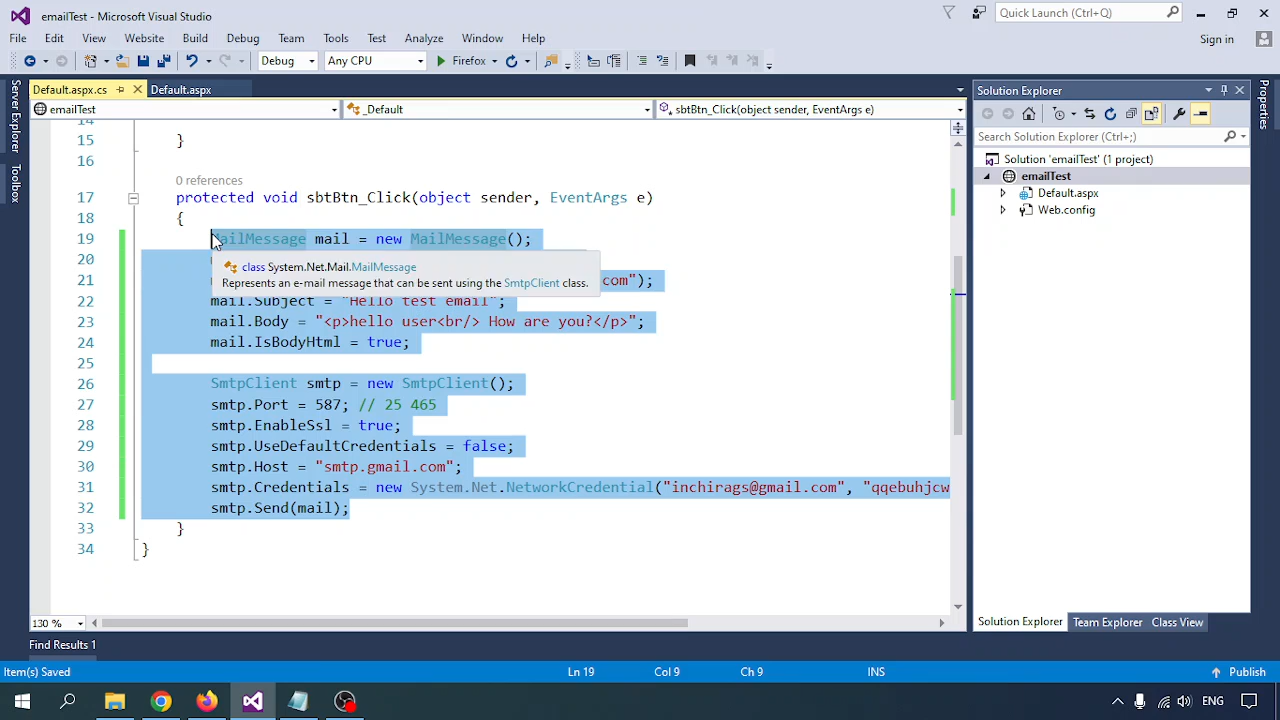 emailTest - Microsoft Visual Studio
Quick Launch (Ctrl+Q)
File Edit View Website Build Debug Team Tools Test Analyze Window Help
Sign in
Debug Any CPU Firefox
Default.aspx.cs Default.aspx
Solution Explorer
emailTest _Default sbtBtn_Click(object sender, EventArgs e)
Server Explorer
Toolbox
Properties
Search Solution Explorer (Ctrl+;)
Solution 'emailTest' (1 project)
emailTest
Default.aspx
Web.config
14
15 }
16
0 references
17 protected void sbtBtn_Click(object sender, EventArgs e)
18 {
19 MailMessage mail = new MailMessage();
20
class System.Net.Mail.MailMessage
Represents an e-mail message that can be sent using the SmtpClient class.
21 com");
22 mail.Subject = "Hello test email";
23 mail.Body = "<p>hello user<br/> How are you?</p>";
24 mail.IsBodyHtml = true;
25
26 SmtpClient smtp = new SmtpClient();
27 smtp.Port = 587; // 25 465
28 smtp.EnableSsl = true;
29 smtp.UseDefaultCredentials = false;
30 smtp.Host = "smtp.gmail.com";
31 smtp.Credentials = new System.Net.NetworkCredential("inchirags@gmail.com", "qqebuhjcw
32 smtp.Send(mail);
33 }
34 }
130 %
Solution Explorer Team Explorer Class View
Find Results 1
Item(s) Saved Ln 19 Col 9 Ch 9 INS Publish
ENG